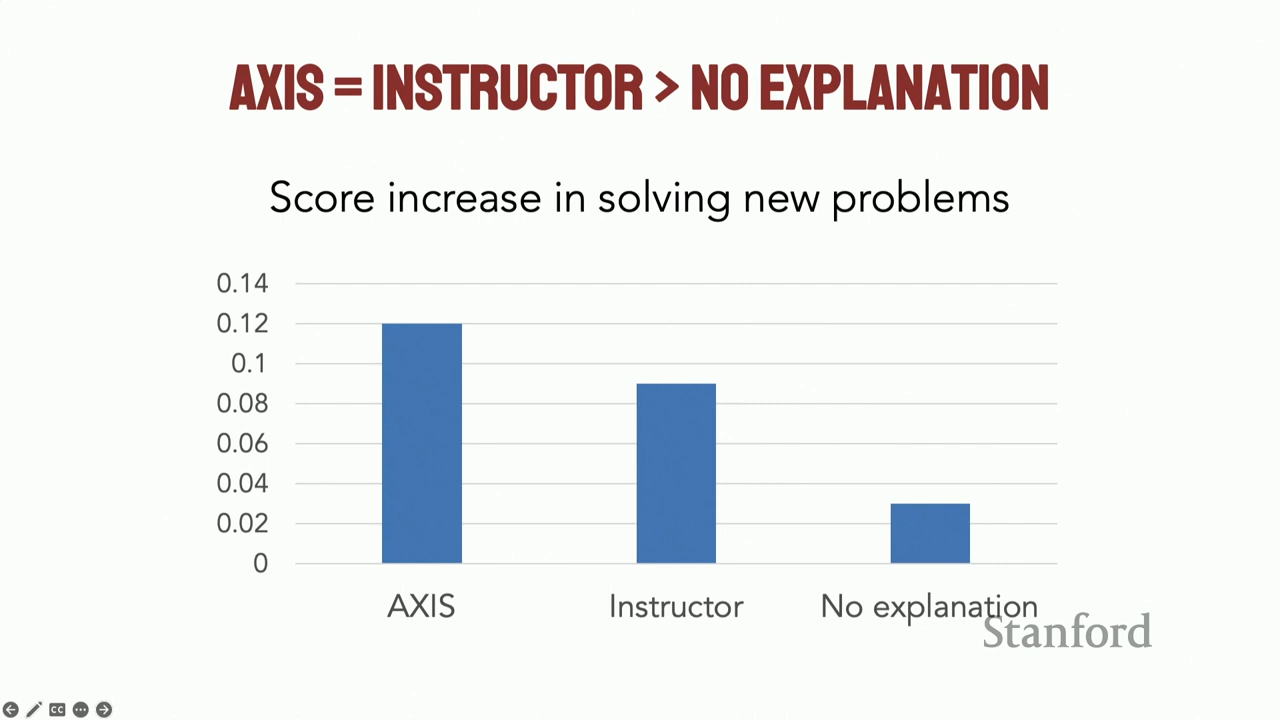 AXIS = INSTRUCTOR > NO EXPLANATION
Score increase in solving new problems
0.14
0.12
0.1
0.08
0.06
0.04
0.02
0
AXIS Instructor No explanation
Stanford
CC